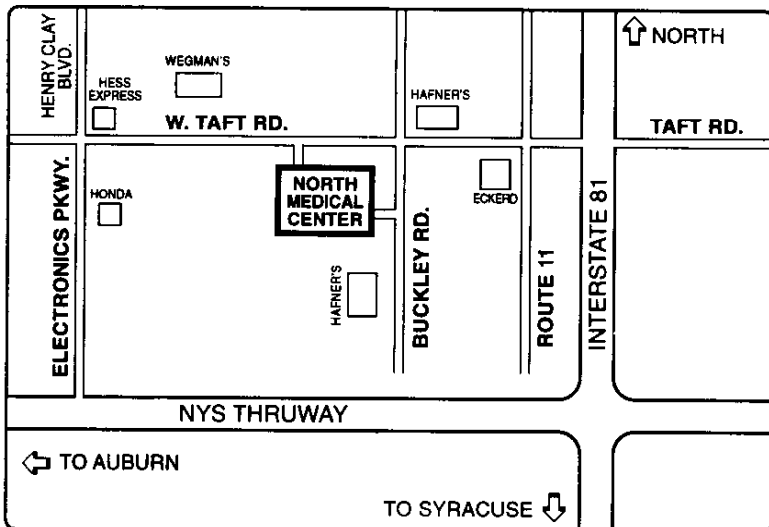 HENRY CLAY
BLVD.
HESS
EXPRESS
WEGMAN'S
HAFNER'S
NORTH
W. TAFT RD.
TAFT RD.
ELECTRONICS PKWY.
HONDA
NORTH
MEDICAL
CENTER
HAFNER'S
BUCKLEY RD.
ECKERD
ROUTE 11
INTERSTATE 81
NYS THRUWAY
TO AUBURN
TO SYRACUSE